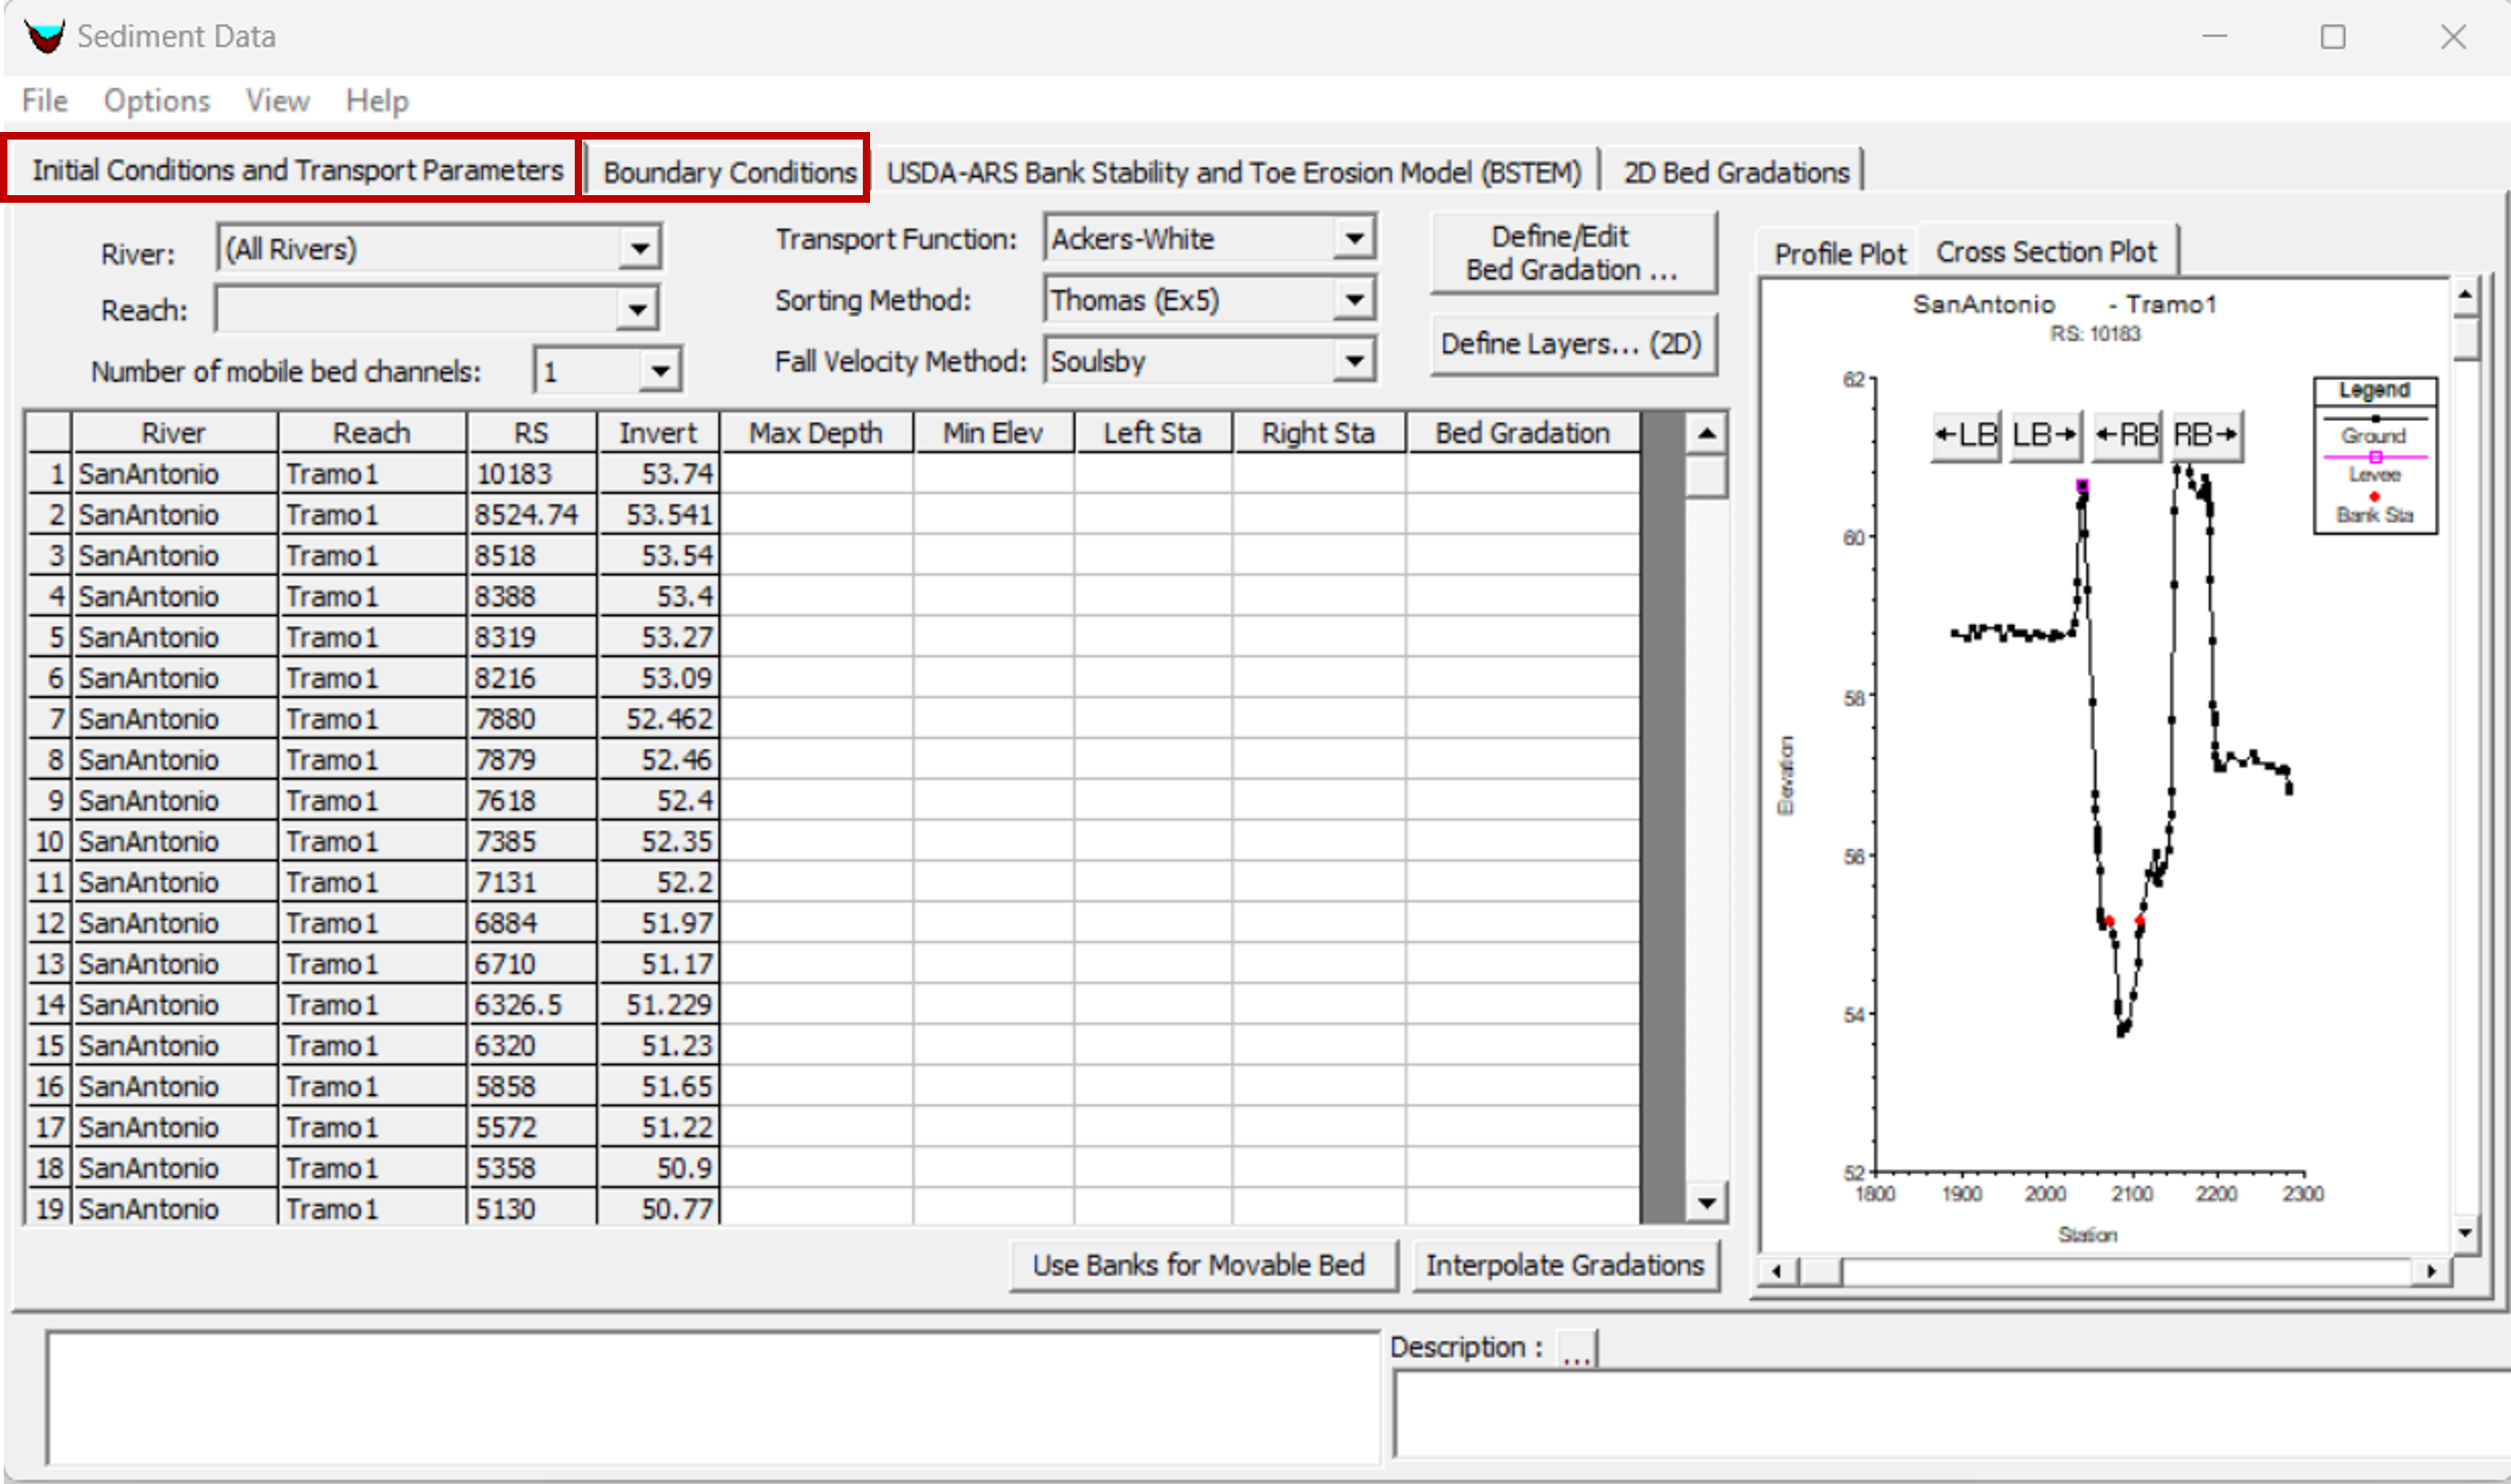 Sediment Data
File Options View Help
Initial Conditions and Transport Parameters Boundary Conditions USDA-ARS Bank Stability and Toe Erosion Model (BSTEM) 2D Bed Gradations
River: (All Rivers)
Reach:
Number of mobile bed channels: 1
Transport Function: Ackers-White
Sorting Method: Thomas (Ex5)
Fall Velocity Method: Soulsby
Define/Edit
Bed Gradation ...
Define Layers... (2D)
River Reach RS Invert Max Depth Min Elev Left Sta Right Sta Bed Gradation
1 SanAntonio Tramo1 10183 53.74
2 SanAntonio Tramo1 8524.74 53.541
3 SanAntonio Tramo1 8518 53.54
4 SanAntonio Tramo1 8388 53.4
5 SanAntonio Tramo1 8319 53.27
6 SanAntonio Tramo1 8216 53.09
7 SanAntonio Tramo1 7880 52.462
8 SanAntonio Tramo1 7879 52.46
9 SanAntonio Tramo1 7618 52.4
10 SanAntonio Tramo1 7385 52.35
11 SanAntonio Tramo1 7131 52.2
12 SanAntonio Tramo1 6884 51.97
13 SanAntonio Tramo1 6710 51.17
14 SanAntonio Tramo1 6326.5 51.229
15 SanAntonio Tramo1 6320 51.23
16 SanAntonio Tramo1 5858 51.65
17 SanAntonio Tramo1 5572 51.22
18 SanAntonio Tramo1 5358 50.9
19 SanAntonio Tramo1 5130 50.77
Use Banks for Movable Bed Interpolate Gradations
Profile Plot Cross Section Plot
SanAntonio - Tramo1
RS: 10183
←LB LB→ ←RB RB→
Legend
Ground
Levee
Bank Sta
Elevation
62
60
58
56
54
52
1800 1900 2000 2100 2200 2300
Station
Description : ...